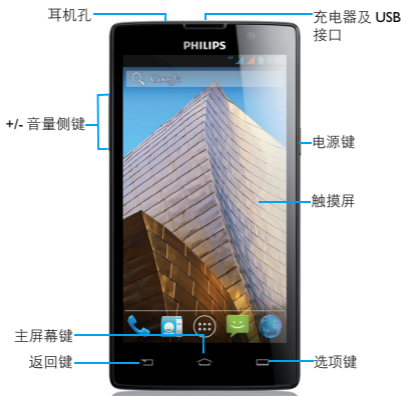 耳机孔
充电器及 USB
接口
PHILIPS
Google
+/- 音量侧键
电源键
触摸屏
主屏幕键
返回键
选项键